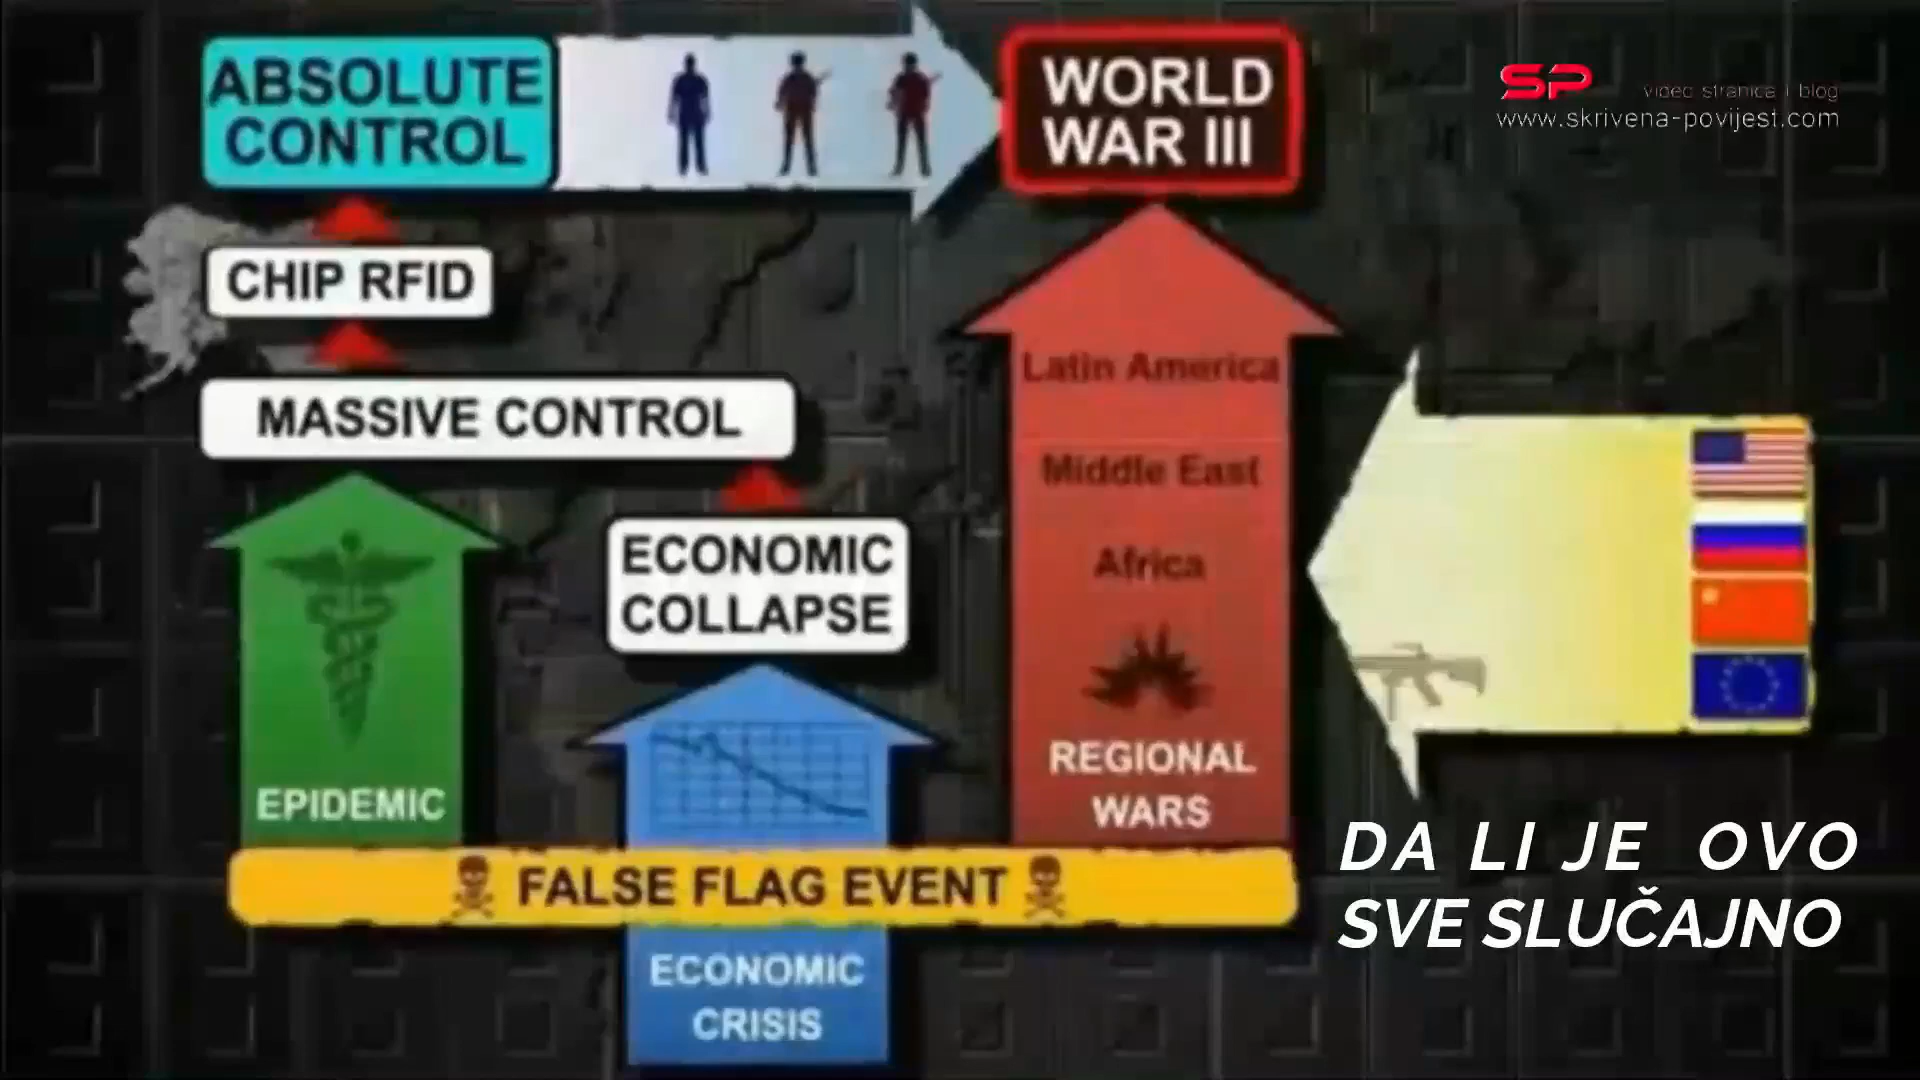 ABSOLUTE
CONTROL
WORLD
WAR III
SP
video stranica i blog
www.skrivena-povijest.com
CHIP RFID
MASSIVE CONTROL
Latin America
Middle East
Africa
ECONOMIC
COLLAPSE
REGIONAL
WARS
EPIDEMIC
FALSE FLAG EVENT
ECONOMIC
CRISIS
DA LI JE OVO
SVE SLUČAJNO